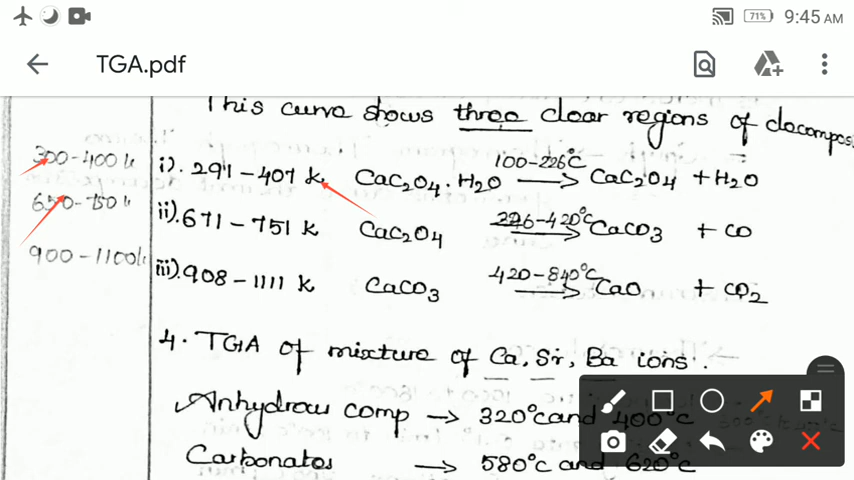 71% 9:45 AM
TGA.pdf
This curve shows three clear regions of decompos
300-400 k i). 291 - 407 k. CaC2O4.H2O 100-226°C → CaC2O4 + H2O
650-750 k ii). 671 - 751 k CaC2O4 226-420°C → CaCO3 + CO
900-1100k iii). 908 - 1111 k CaCO3 420-840°C → CaO + CO2
4. TGA of mixture of Ca, Sr, Ba ions.
Anhydrous comp → 320°C and 400°C
Carbonates → 580°C and 620°C